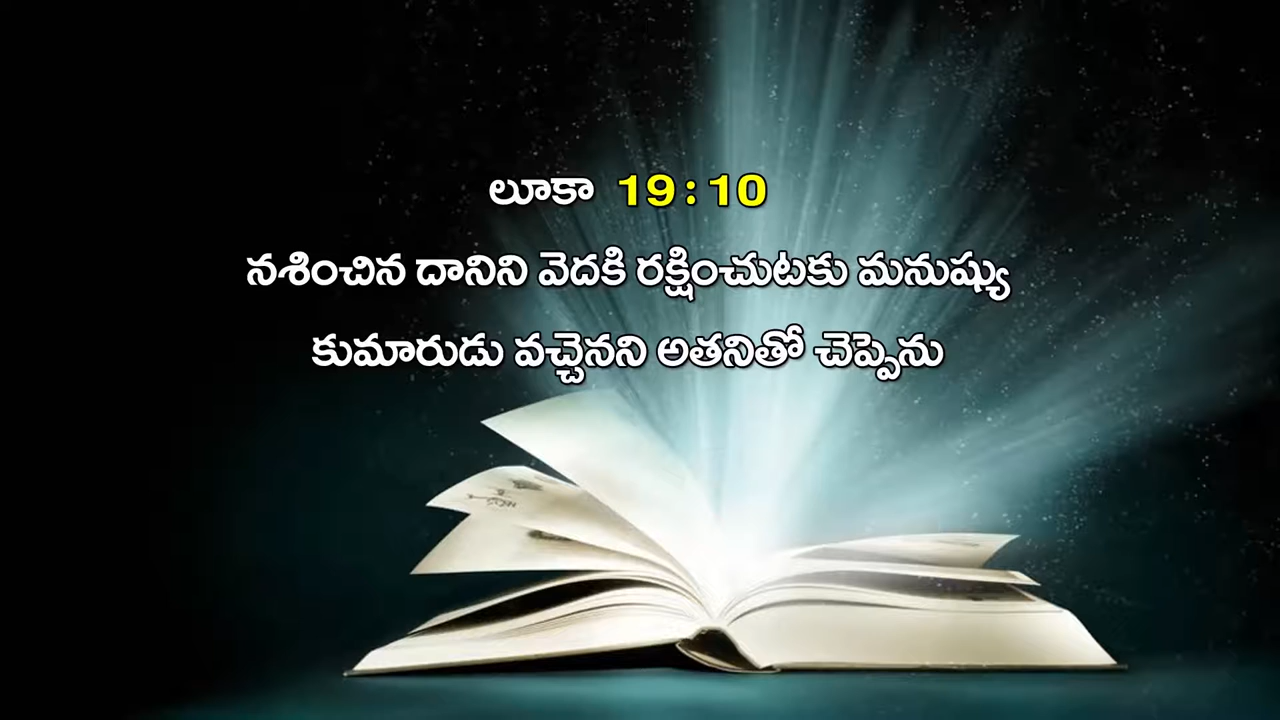 లూకా 19 : 10
నశించిన దానిని వెదకి రక్షించుటకు మనుష్యు
కుమారుడు వచ్చెనని అతనితో చెప్పెను